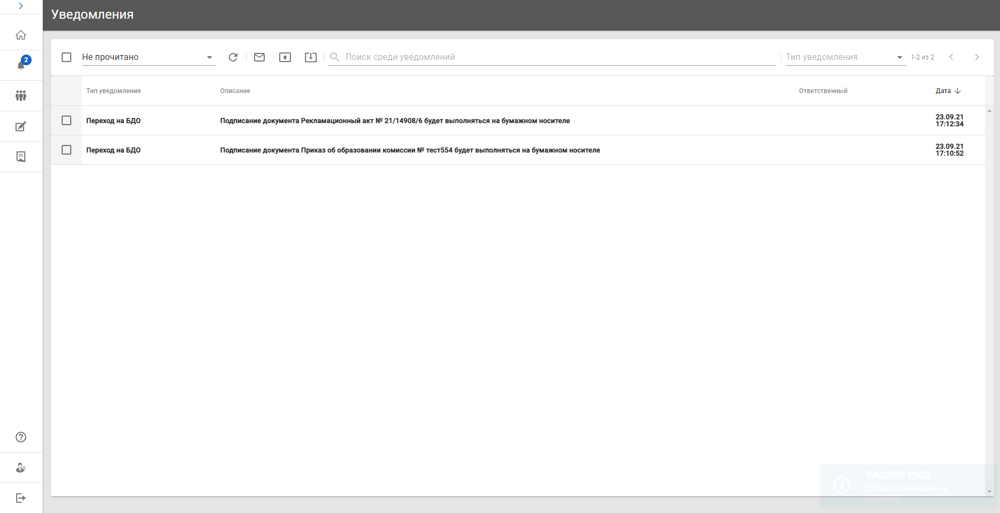 Уведомления
2
Не прочитано
Поиск среди уведомлений
Тип уведомления
1-2 из 2
Тип уведомления Описание Ответственный Дата
Переход на БДО Подписание документа Рекламационный акт № 21/14908/6 будет выполняться на бумажном носителе 23.09.21
17:12:34
Переход на БДО Подписание документа Приказ об образовании комиссии № тест554 будет выполняться на бумажном носителе 23.09.21
17:10:52
ЕАСАПР РЖД
Добро пожаловать в
систему